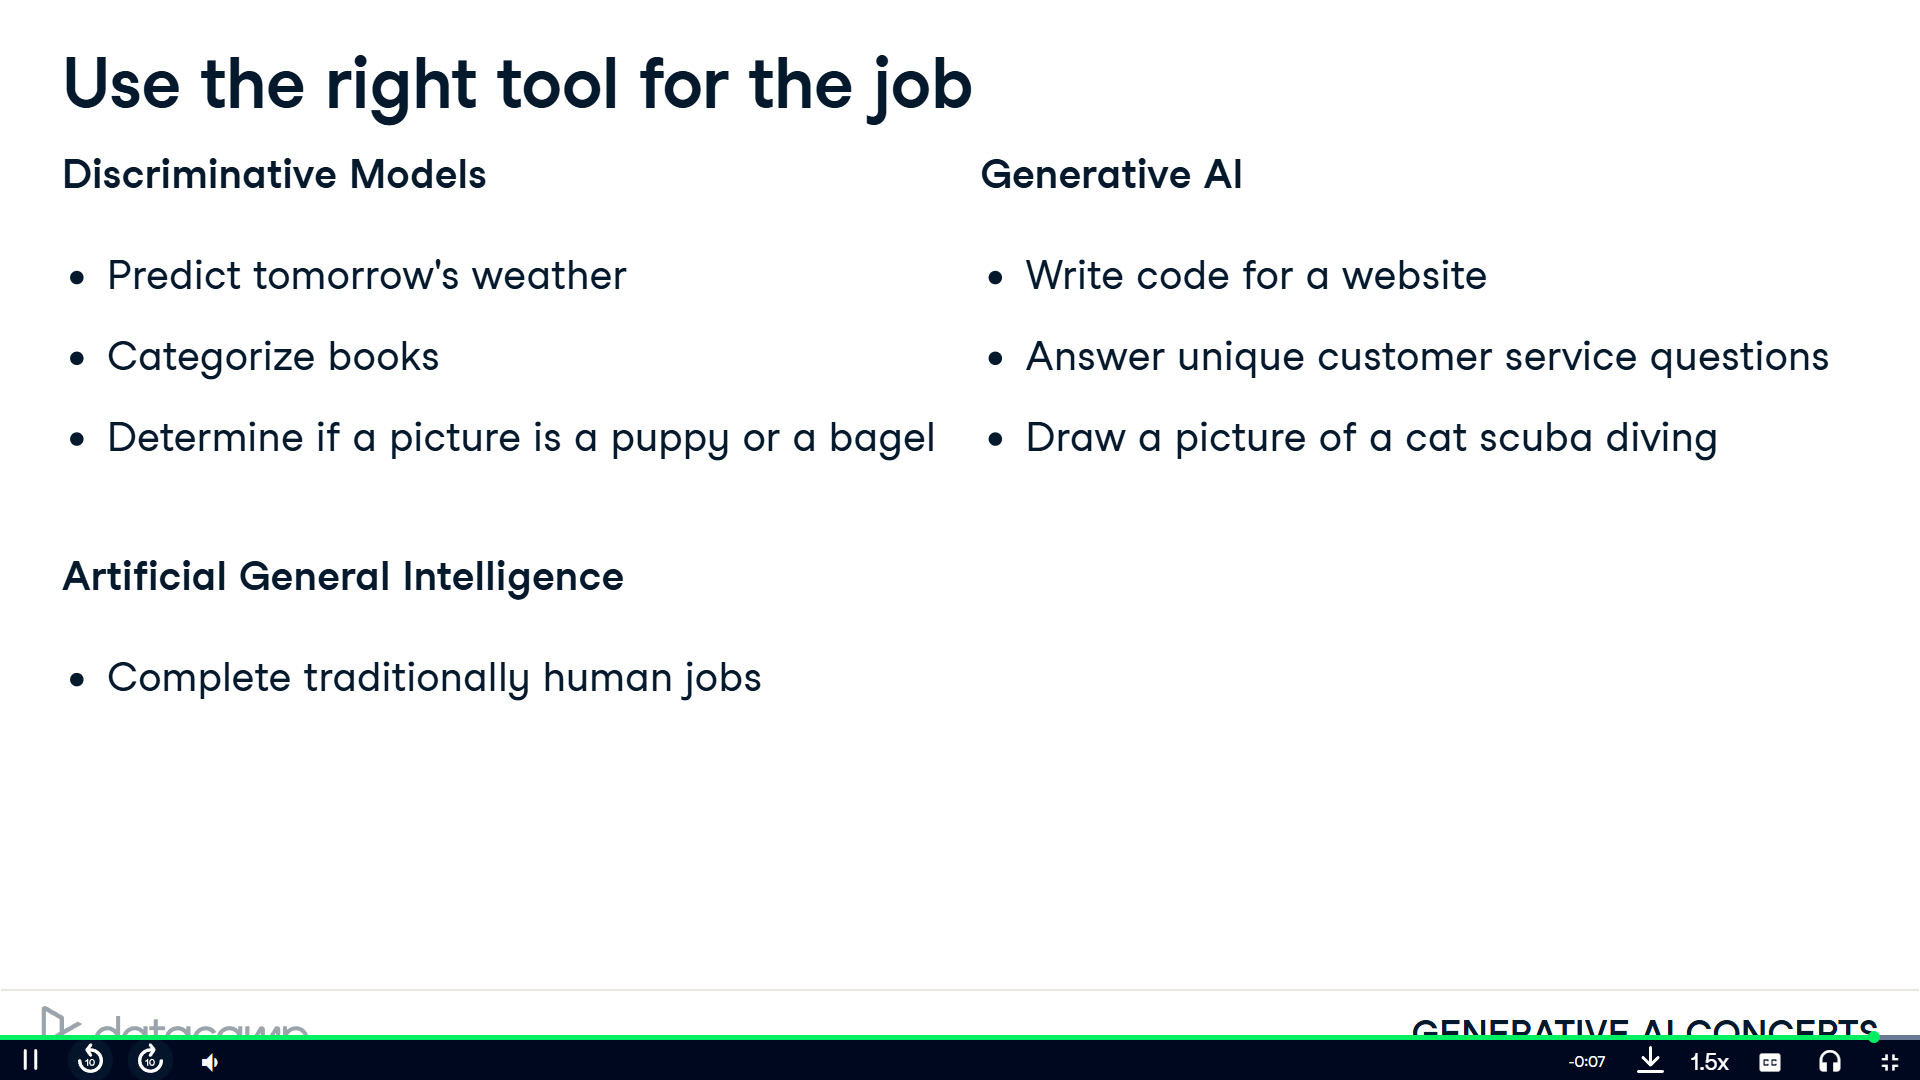 Use the right tool for the job
Discriminative Models
• Predict tomorrow's weather
• Categorize books
• Determine if a picture is a puppy or a bagel
Generative AI
• Write code for a website
• Answer unique customer service questions
• Draw a picture of a cat scuba diving
Artificial General Intelligence
• Complete traditionally human jobs
datacamp
GENERATIVE AI CONCEPTS
10
10
-0:07
1.5x
CC